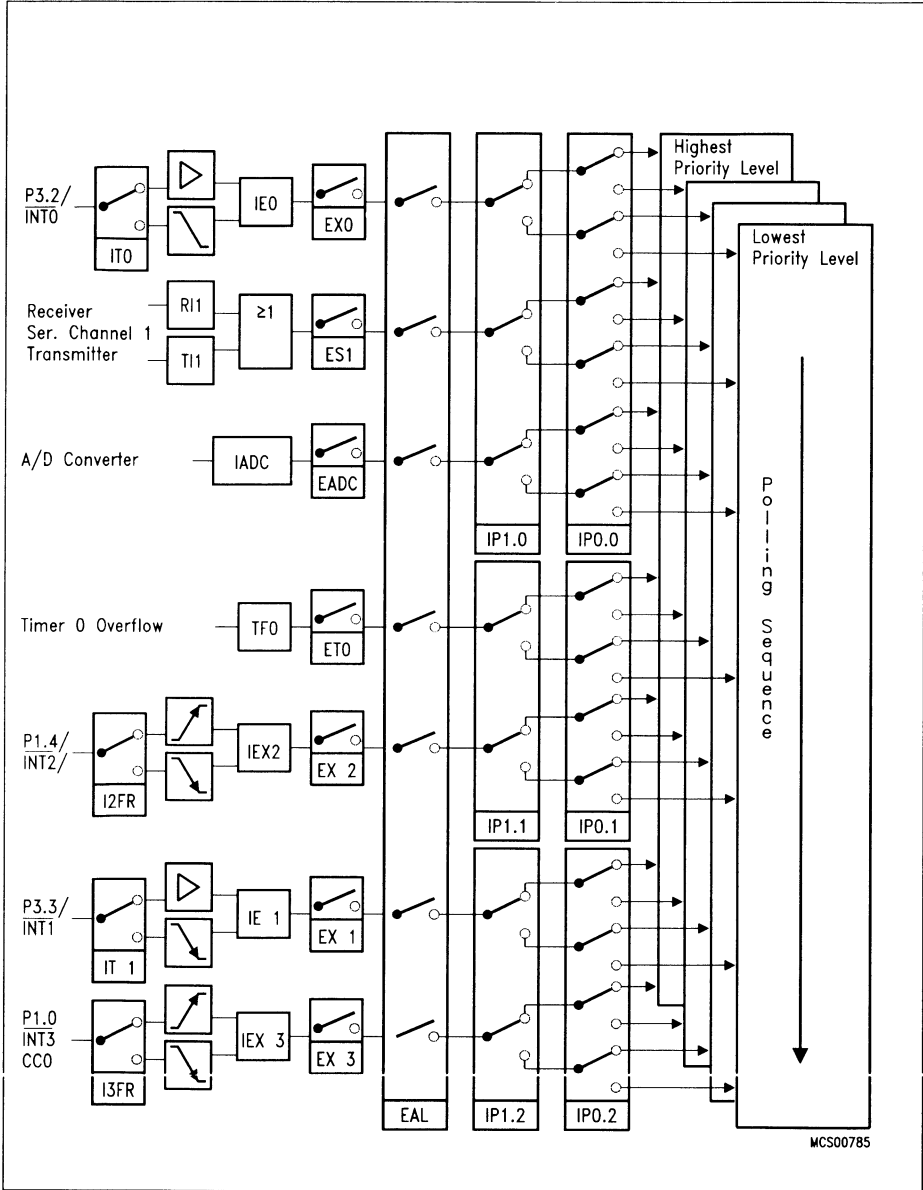 Highest
Priority Level
P3.2/
INT0
IT0
IE0
EX0
Lowest
Priority Level
Receiver
Ser. Channel 1
Transmitter
RI1
TI1
≥1
ES1
A/D Converter
IADC
EADC
IP1.0
IP0.0
Polling Sequence
Timer 0 Overflow
TF0
ET0
P1.4/
INT2/
I2FR
IEX2
EX 2
IP1.1
IP0.1
P3.3/
INT1
IT 1
IE 1
EX 1
P1.0
INT3
CC0
I3FR
IEX 3
EX 3
EAL
IP1.2
IP0.2
MCS00785